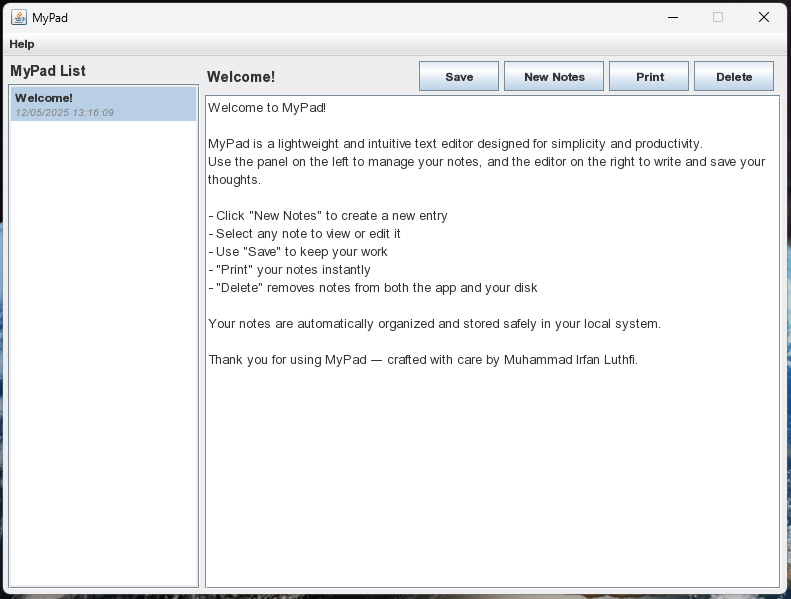 MyPad
Help
MyPad List
Welcome!
12/05/2025 13:16:09
Welcome!
Save
New Notes
Print
Delete
Welcome to MyPad!
MyPad is a lightweight and intuitive text editor designed for simplicity and productivity.
Use the panel on the left to manage your notes, and the editor on the right to write and save your
thoughts.
- Click "New Notes" to create a new entry
- Select any note to view or edit it
- Use "Save" to keep your work
- "Print" your notes instantly
- "Delete" removes notes from both the app and your disk
Your notes are automatically organized and stored safely in your local system.
Thank you for using MyPad — crafted with care by Muhammad Irfan Luthfi.